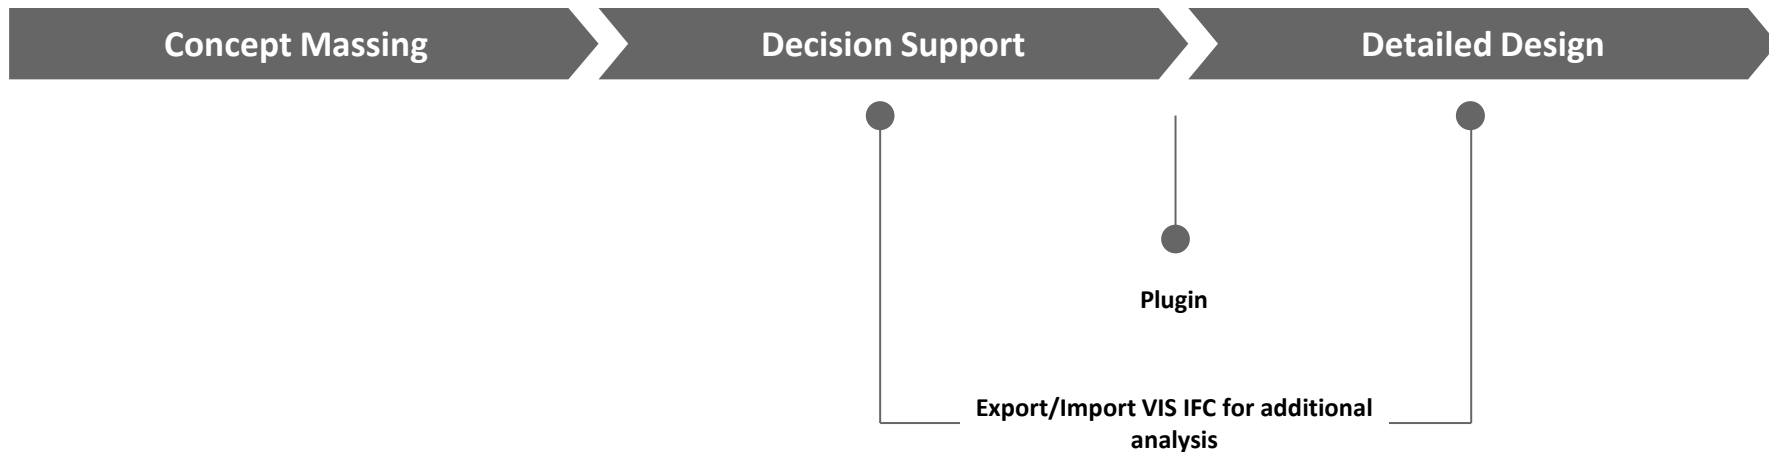 Concept Massing
Decision Support
Detailed Design
Plugin
Export/Import VIS IFC for additional
analysis